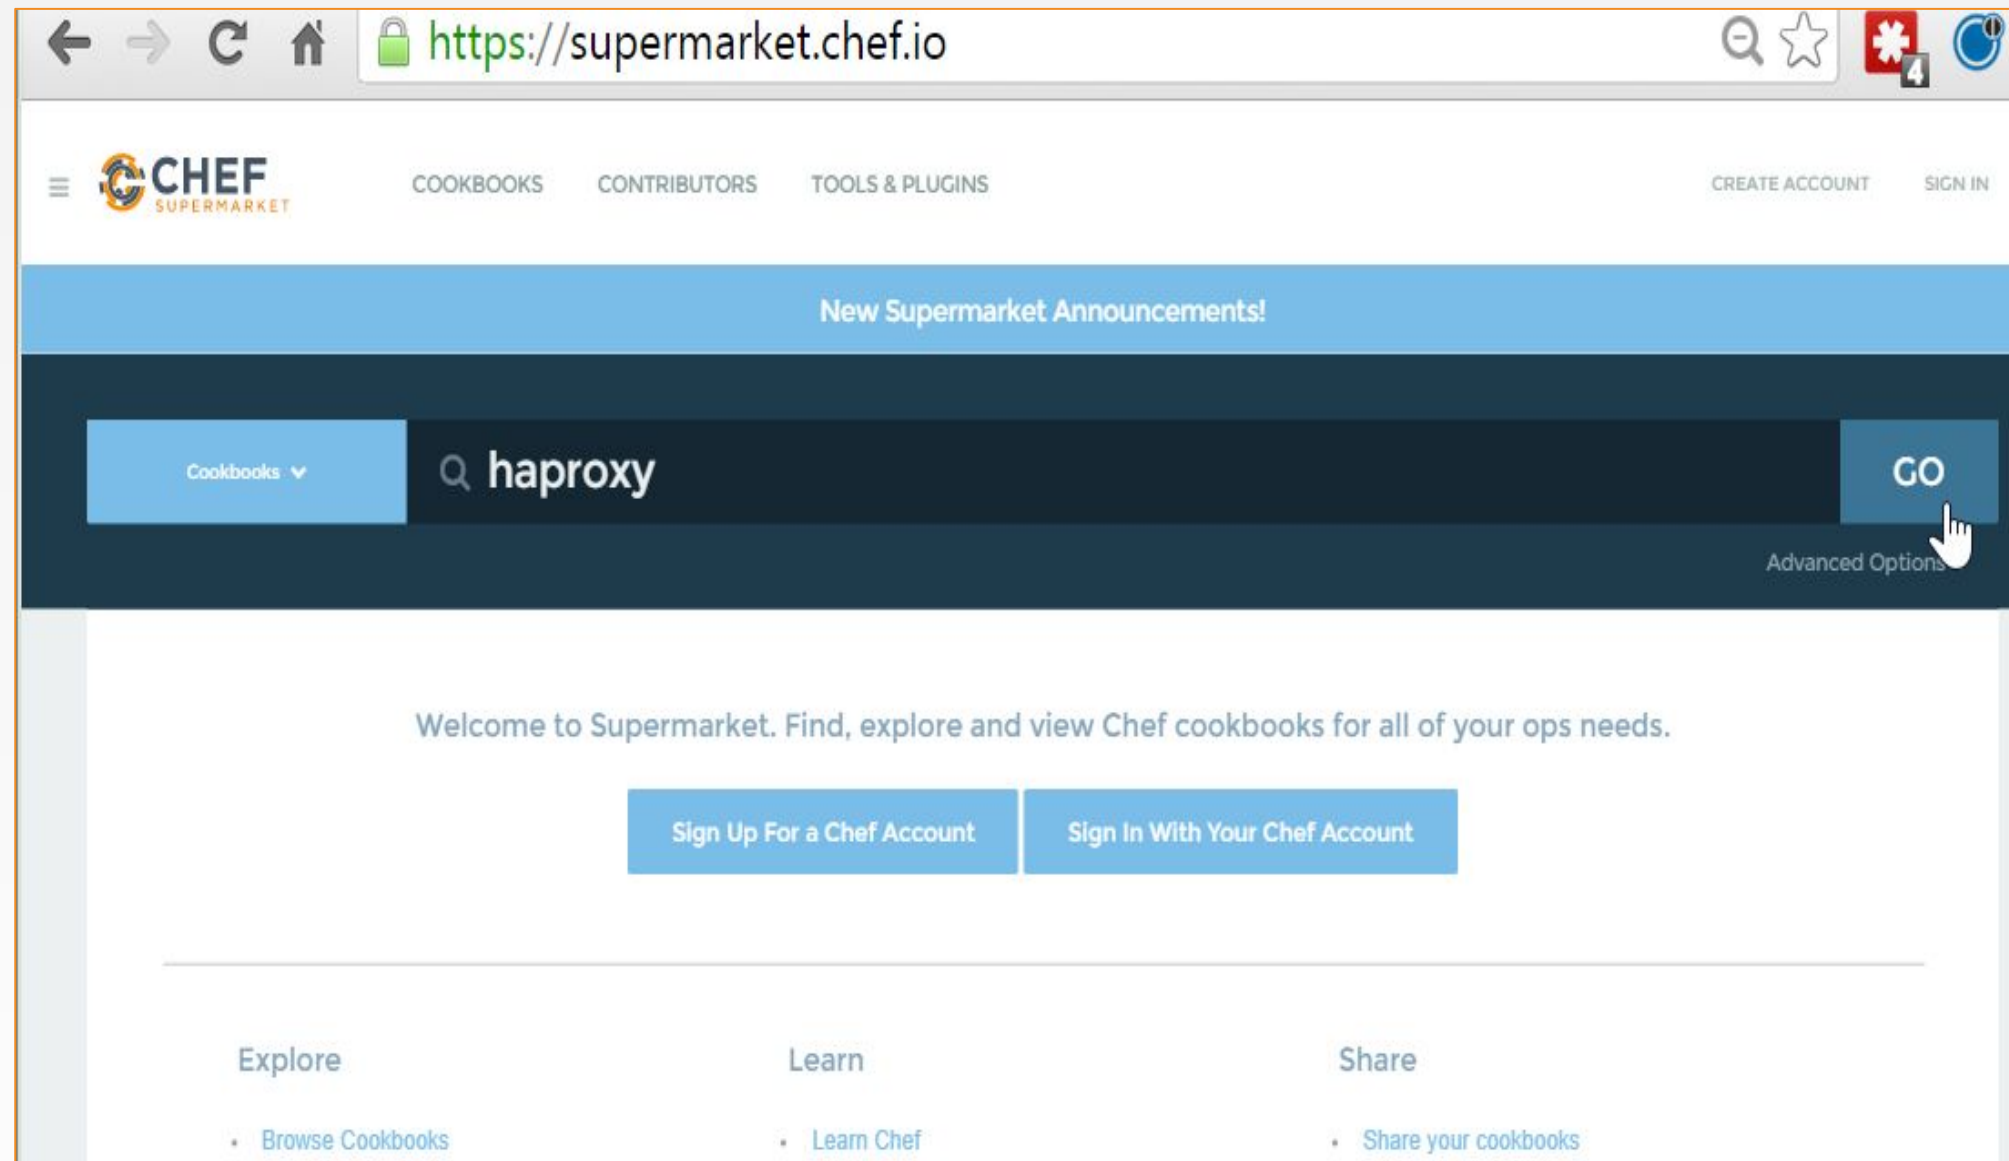 https://supermarket.chef.io
4
CHEF
SUPERMARKET
COOKBOOKS CONTRIBUTORS TOOLS & PLUGINS CREATE ACCOUNT SIGN IN
New Supermarket Announcements!
Cookbooks haproxy GO
Advanced Options
Welcome to Supermarket. Find, explore and view Chef cookbooks for all of your ops needs.
Sign Up For a Chef Account Sign In With Your Chef Account
Explore Learn Share
• Browse Cookbooks • Learn Chef • Share your cookbooks